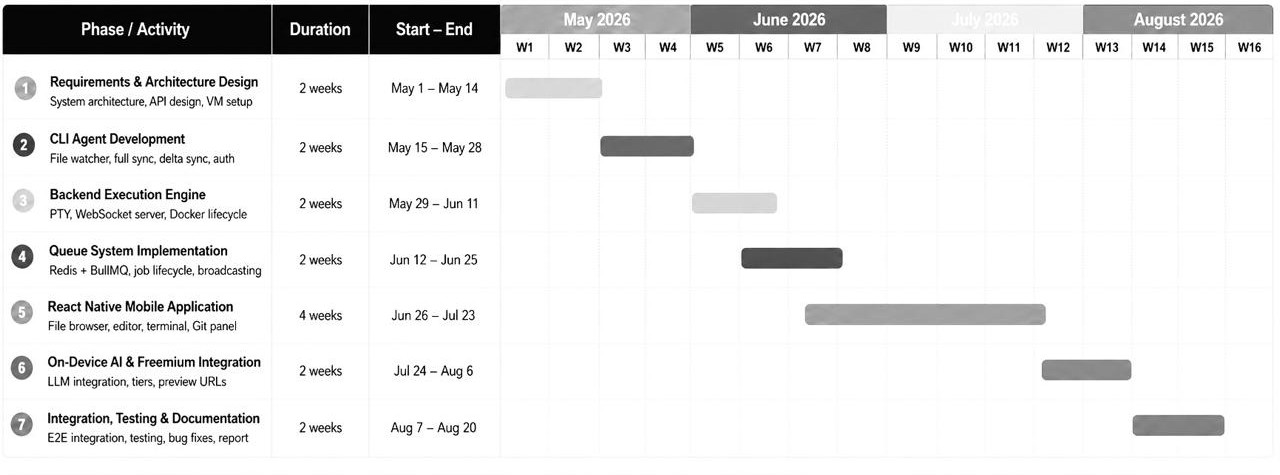 Phase / Activity Duration Start – End May 2026 June 2026 July 2026 August 2026
W1 W2 W3 W4 W5 W6 W7 W8 W9 W10 W11 W12 W13 W14 W15 W16
1 Requirements & Architecture Design
System architecture, API design, VM setup
2 weeks May 1 – May 14
2 CLI Agent Development
File watcher, full sync, delta sync, auth
2 weeks May 15 – May 28
3 Backend Execution Engine
PTY, WebSocket server, Docker lifecycle
2 weeks May 29 – Jun 11
4 Queue System Implementation
Redis + BullMQ, job lifecycle, broadcasting
2 weeks Jun 12 – Jun 25
5 React Native Mobile Application
File browser, editor, terminal, Git panel
4 weeks Jun 26 – Jul 23
6 On-Device AI & Freemium Integration
LLM integration, tiers, preview URLs
2 weeks Jul 24 – Aug 6
7 Integration, Testing & Documentation
E2E integration, testing, bug fixes, report
2 weeks Aug 7 – Aug 20